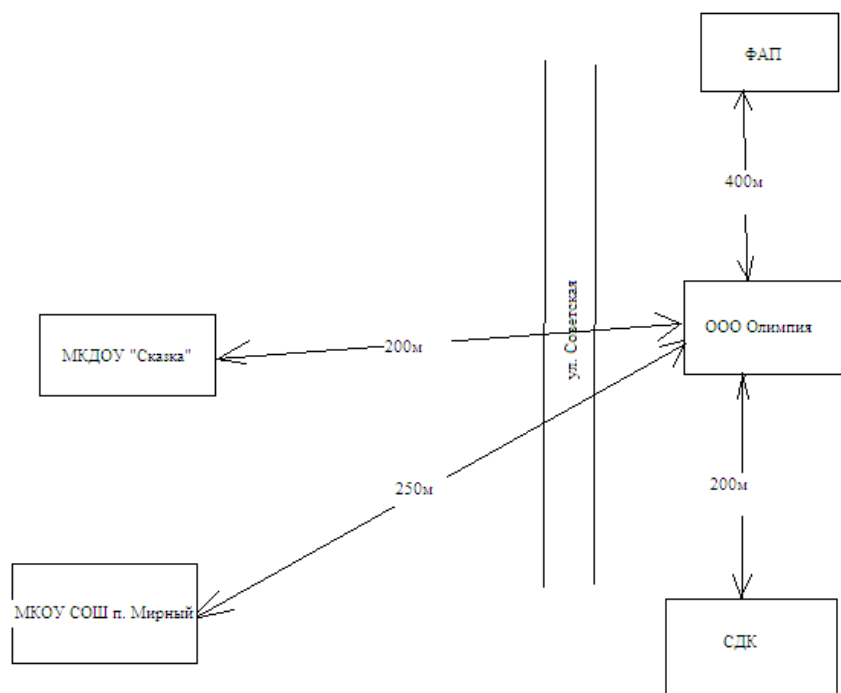 ФАП
400м
ул. Советская
ООО Олимпия
МКДОУ "Сказка"
200м
250м
200м
МКОУ СОШ п. Мирный
СДК